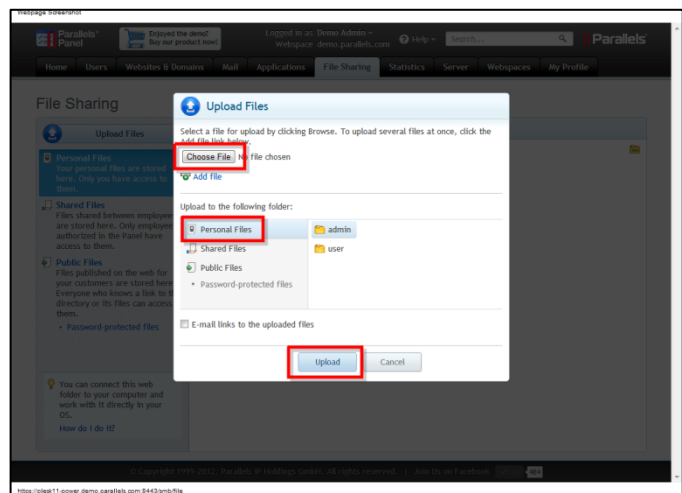 Webpage Screenshot
Parallels® Panel
Enjoyed the demo? Buy our product now!
Logged in as Demo Admin
Webspace demo.parallels.com
Help
Search...
Parallels®
Home Users Websites & Domains Mail Applications File Sharing Statistics Server Webspaces My Profile
File Sharing
Upload Files
Personal Files
Your personal files are stored
here. Only you have access to
them.
Shared Files
Files shared between employee
are stored here. Only employee
authorized in the Panel have
access to them.
Public Files
Files published on the web for
your customers are stored here
Everyone who knows a link to t
directory or its files can access
them.
• Password-protected files
You can connect this web
folder to your computer and
work with it directly in your
OS.
How do I do it?
Upload Files
Select a file for upload by clicking Browse. To upload several files at once, click the
Add file link below.
Choose File No file chosen
Add file
Upload to the following folder:
Personal Files
Shared Files
Public Files
• Password-protected files
admin
user
E-mail links to the uploaded files
Upload Cancel
© Copyright 1999-2012, Parallels IP Holdings GmbH. All rights reserved. | Join Us on Facebook
https://plesk11-power.demo.parallels.com:8443/smb/file